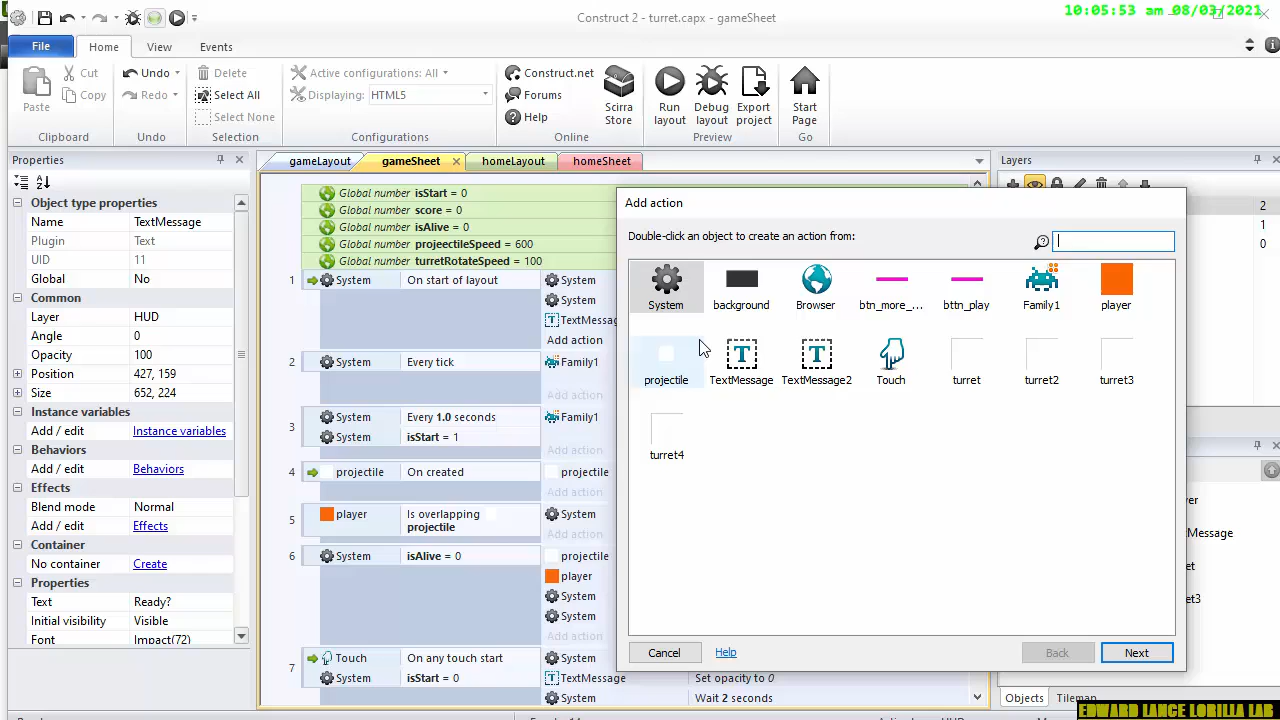 Construct 2 - turret.capx - gameSheet
10:05:53 am 08/03/2021
File
Home
View
Events
Paste
Cut
Copy
Clipboard
Undo
Redo
Undo
Delete
Select All
Select None
Selection
Active configurations: All
Displaying: HTML5
Configurations
Construct.net
Forums
Help
Scirra
Store
Online
Run
layout
Debug
layout
Export
project
Preview
Start
Page
Go
Properties
Object type properties
Name TextMessage
Plugin Text
UID 11
Global No
Common
Layer HUD
Angle 0
Opacity 100
Position 427, 159
Size 652, 224
Instance variables
Add / edit Instance variables
Behaviors
Add / edit Behaviors
Effects
Blend mode Normal
Add / edit Effects
Container
No container Create
Properties
Text Ready?
Initial visibility Visible
Font Impact(72)
gameLayout
gameSheet
homeLayout
homeSheet
Global number isStart = 0
Global number score = 0
Global number isAlive = 0
Global number projeectileSpeed = 600
Global number turretRotateSpeed = 100
1 System On start of layout System
System
TextMessa
Add action
2 System Every tick Family1
Add action
3 System Every 1.0 seconds Family1
System isStart = 1
Add action
4 projectile On created projectile
Add action
5 player Is overlapping projectile System
Add action
6 System isAlive = 0 projectile
player
System
System
Add action
7 Touch On any touch start System
System isStart = 0 TextMessage Set opacity to 0
System Wait 2 seconds
Add action
Double-click an object to create an action from:
System
background
Browser
btn_more_...
bttn_play
Family1
player
projectile
TextMessage
TextMessage2
Touch
turret
turret2
turret3
turret4
Cancel
Help
Back
Next
Layers
2
1
0
Objects
Tilemap
EDWARD LANCE LORILLA LAB